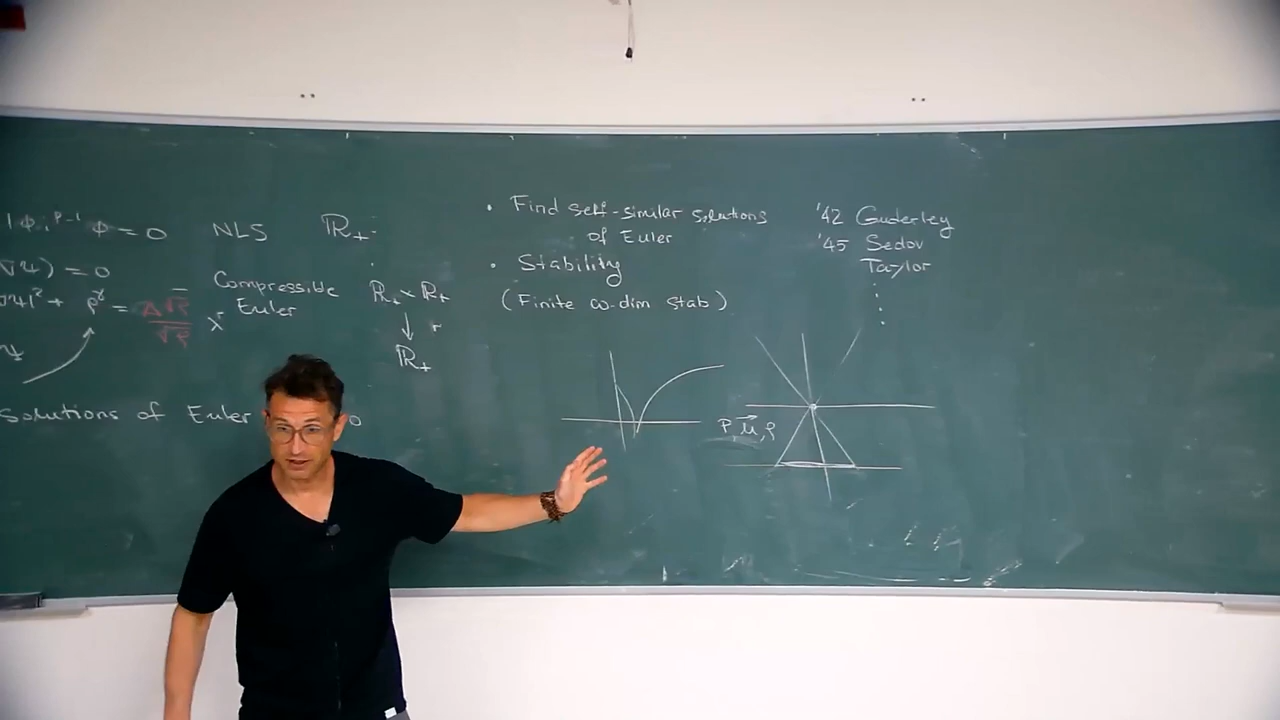 |φ|^{p-1} φ = 0 NLS ℝ₊
∇ψ) = 0
∇ψ|² + ρ^γ = Δ√ρ / √ρ
Compressible
Euler
ℝ₊ × ℝ₊
↓ r
ℝ₊
ψ
Solutions of Euler
• Find self-similar solutions
of Euler
• Stability
(Finite co-dim stab)
'42 Guderley
'45 Sedov
Taylor
⋮